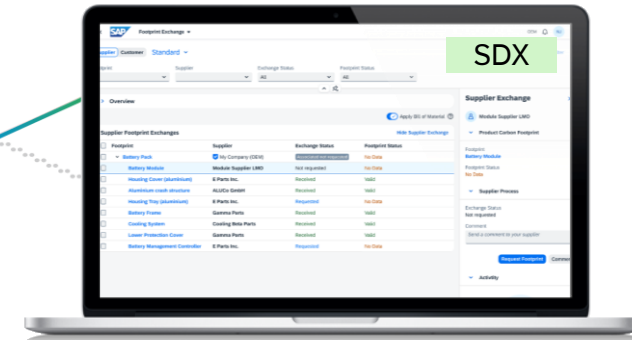 SAP Footprint Exchange
SDX
Supplier Customer Standard
Supplier Exchange Status Footprint Status
All All
Overview
Apply Bill of Material
Supplier Footprint Exchanges Hide Supplier Exchange
Footprint Supplier Exchange Status Footprint Status
Battery Pack My Company (OEM) No Data
Battery Module Module Supplier LMO Not requested No Data
Housing Cover (aluminium) E Parts Inc. Received Valid
Aluminium crash structure ALUCo GmbH Received Valid
Housing Tray (aluminium) E Parts Inc. Requested No Data
Battery Frame Gamma Parts Received Valid
Cooling System Cooling Beta Parts Received Valid
Lower Protection Cover Gamma Parts Received Valid
Battery Management Controller E Parts Inc. Requested No Data
Supplier Exchange
Module Supplier LMO
Product Carbon Footprint
Footprint
Battery Module
Footprint Status
No Data
Supplier Process
Exchange Status
Not requested
Comment
Send a comment to your supplier
Request Footprint
Activity